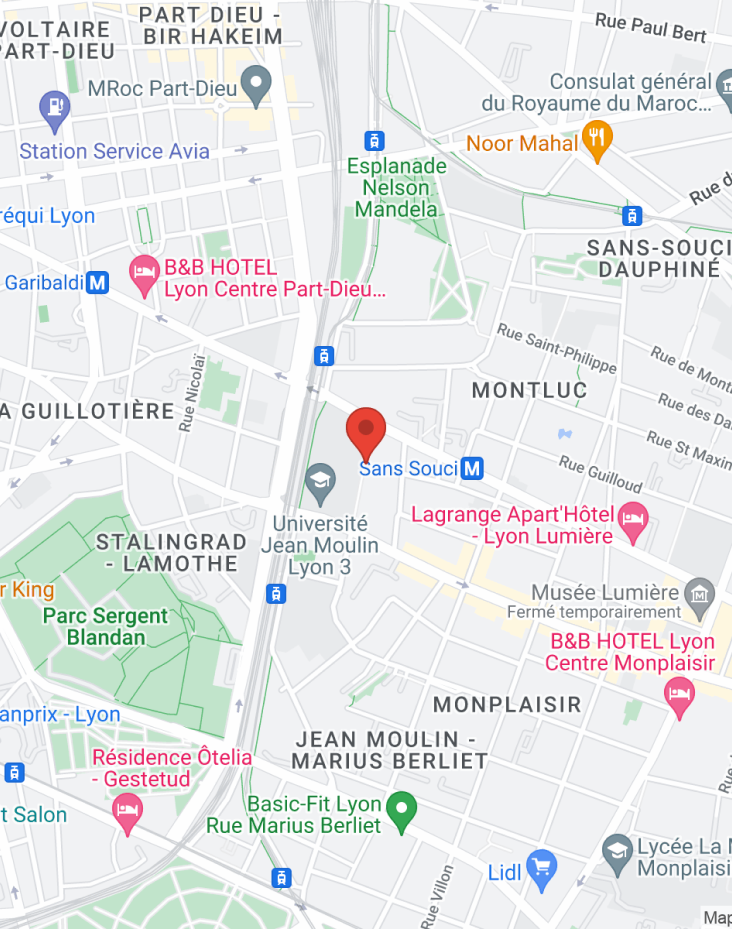 VOLTAIRE
PART-DIEU
PART DIEU -
BIR HAKEIM
Rue Paul Bert
MRoc Part-Dieu
Consulat général
du Royaume du Maroc...
Station Service Avia
Noor Mahal
Esplanade
Nelson
Mandela
Rue d
réqui Lyon
SANS-SOUCI
DAUPHINÉ
Garibaldi M
B&B HOTEL
Lyon Centre Part-Dieu...
Rue Saint-Philippe
Rue Nicolaï
MONTLUC
Rue de Mont
A GUILLOTIÈRE
Rue des Da
Rue St Maxim
Sans Souci M
Rue Guilloud
Lagrange Apart'Hôtel
- Lyon Lumière
Université
Jean Moulin
Lyon 3
STALINGRAD
- LAMOTHE
r King
Musée Lumière
Fermé temporairement
Parc Sergent
Blandan
B&B HOTEL Lyon
Centre Monplaisir
anprix - Lyon
MONPLAISIR
JEAN MOULIN -
MARIUS BERLIET
Résidence Ôtelia
- Gestetud
Rue
t Salon
Basic-Fit Lyon
Rue Marius Berliet
Lycée La M
Monplaisi
Lidl
Rue Villon
Map